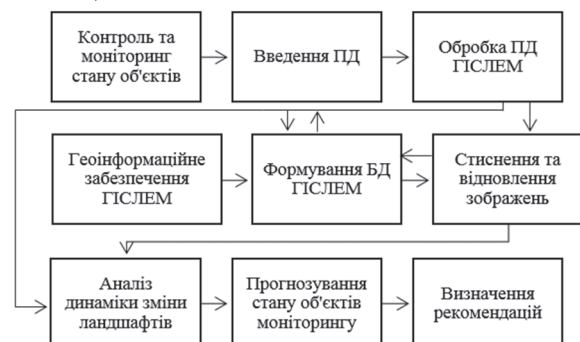 Контроль та
моніторинг
стану об'єктів
Введення ПД
Обробка ПД
ГІСЛЕМ
Геоінформаційне
забезпечення
ГІСЛЕМ
Формування БД
ГІСЛЕМ
Стиснення та
відновлення
зображень
Аналіз
динаміки зміни
ландшафтів
Прогнозування
стану об'єктів
моніторингу
Визначення
рекомендацій